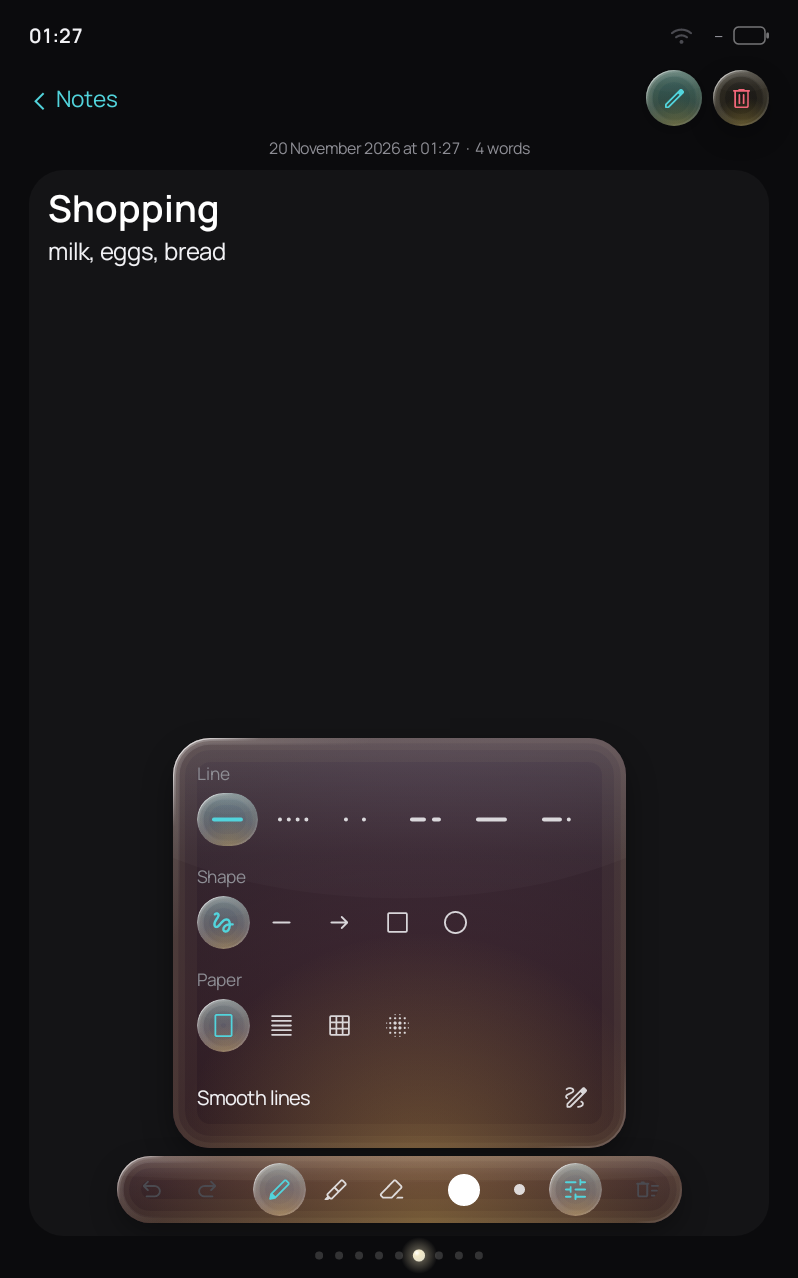 01:27
Notes
20 November 2026 at 01:27 · 4 words
Shopping
milk, eggs, bread
Line
Shape
Paper
Smooth lines